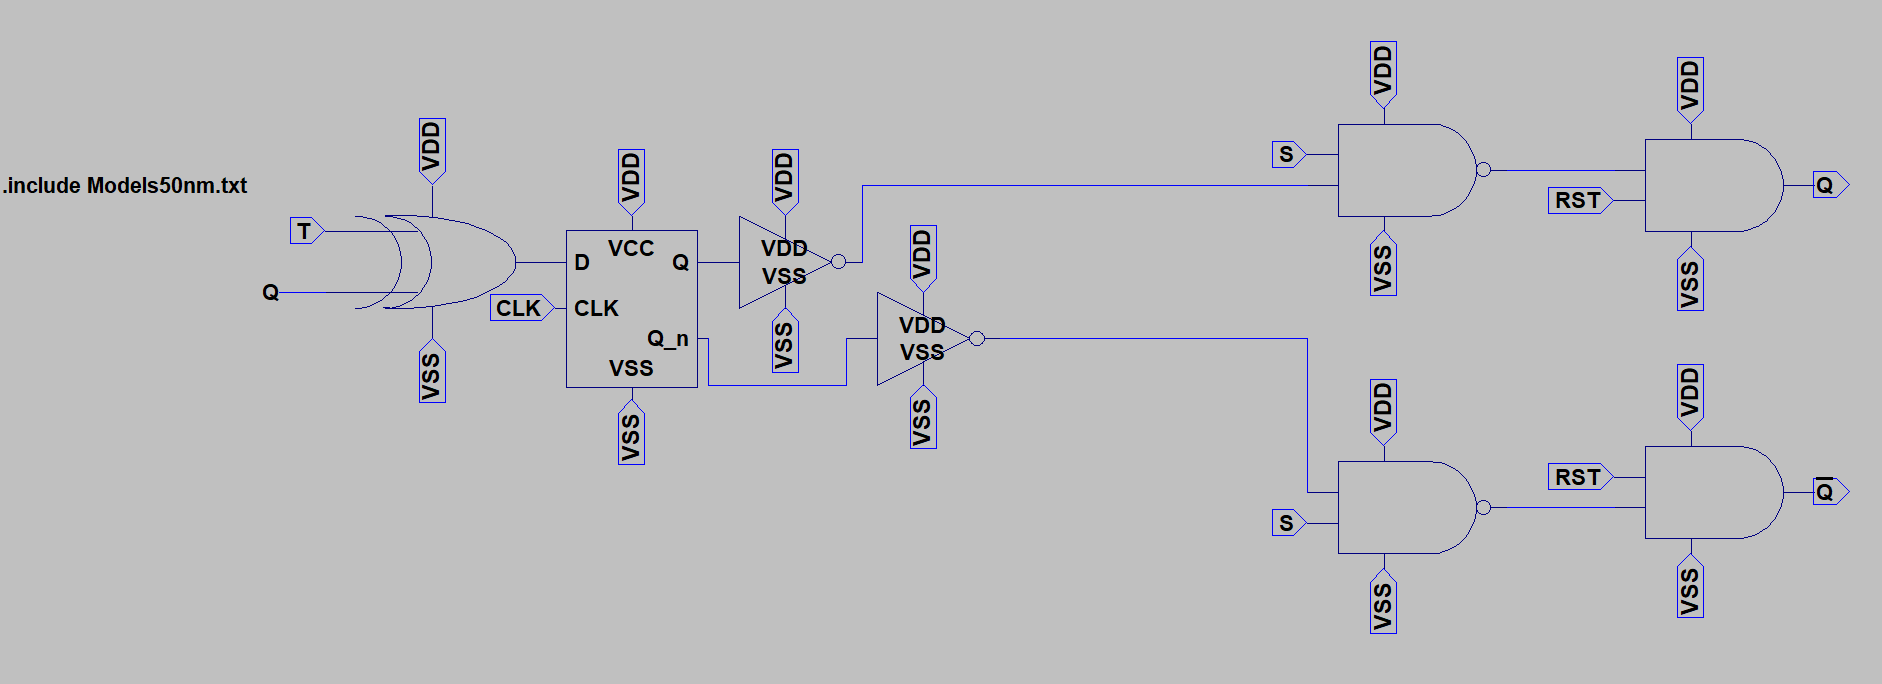 .include Models50nm.txt
T
Q
VDD
VSS
D
VCC
Q
CLK
CLK
Q_n
VSS
VDD
VSS
VDD
VDD
VSS
VSS
VDD
VDD
VSS
VSS
S
VDD
VSS
RST
VDD
VSS
Q
S
VDD
VSS
RST
VDD
VSS
Q̅